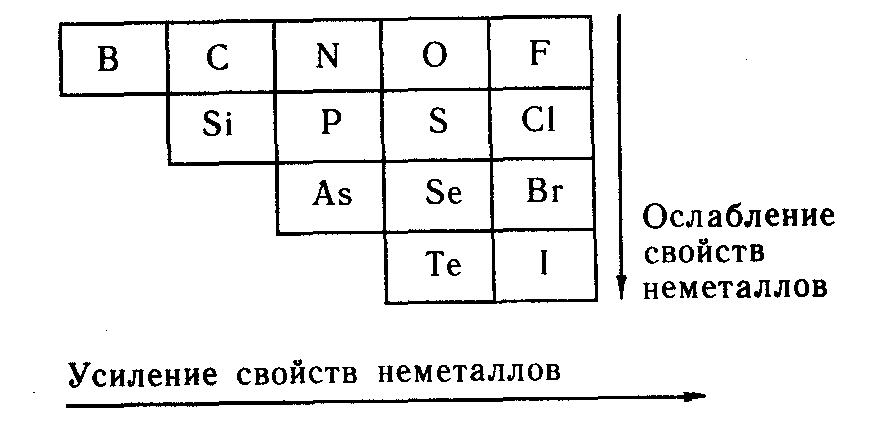 B C N O F
Si P S Cl
As Se Br
Te I
Ослабление
свойств
неметаллов
Усиление свойств неметаллов